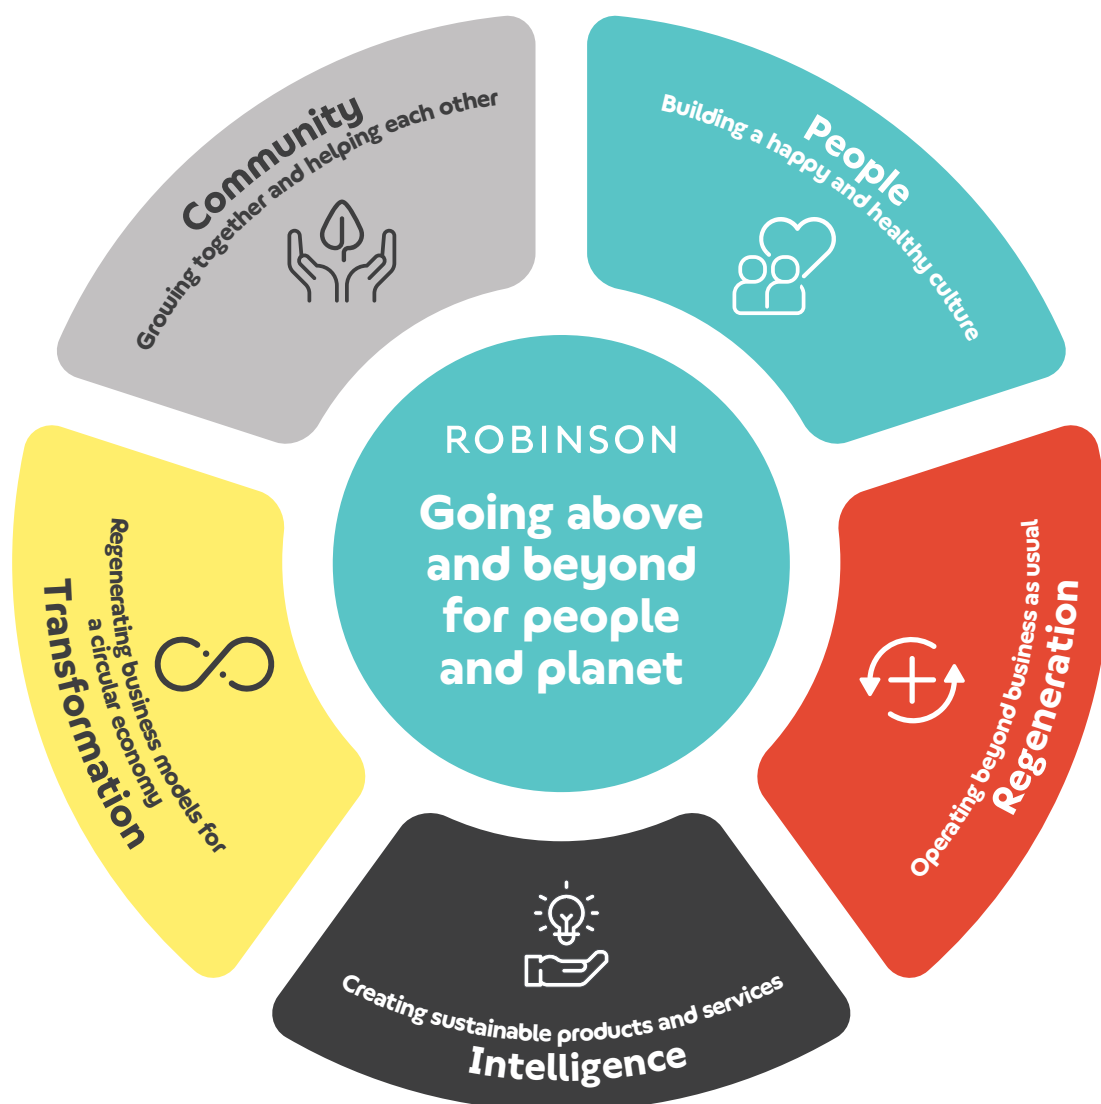 ROBINSON
Going above
and beyond
for people
and planet
People
Building a happy and healthy culture
Operating beyond business as usual
Regeneration
Creating sustainable products and services
Intelligence
Regenerating business models for
a circular economy
Transformation
Community
Growing together and helping each other